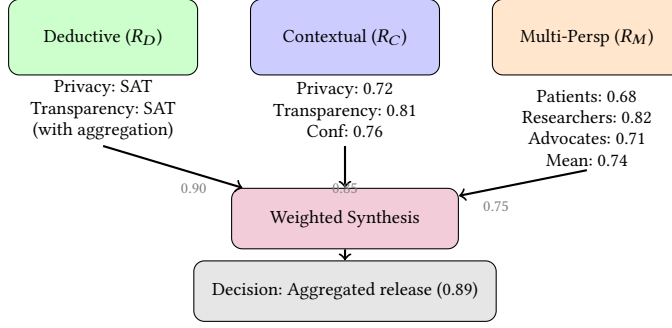 Deductive (R_D)
Contextual (R_C)
Multi-Persp (R_M)
Privacy: SAT
Transparency: SAT
(with aggregation)
Privacy: 0.72
Transparency: 0.81
Conf: 0.76
Patients: 0.68
Researchers: 0.82
Advocates: 0.71
Mean: 0.74
0.90
0.85
0.75
Weighted Synthesis
Decision: Aggregated release (0.89)